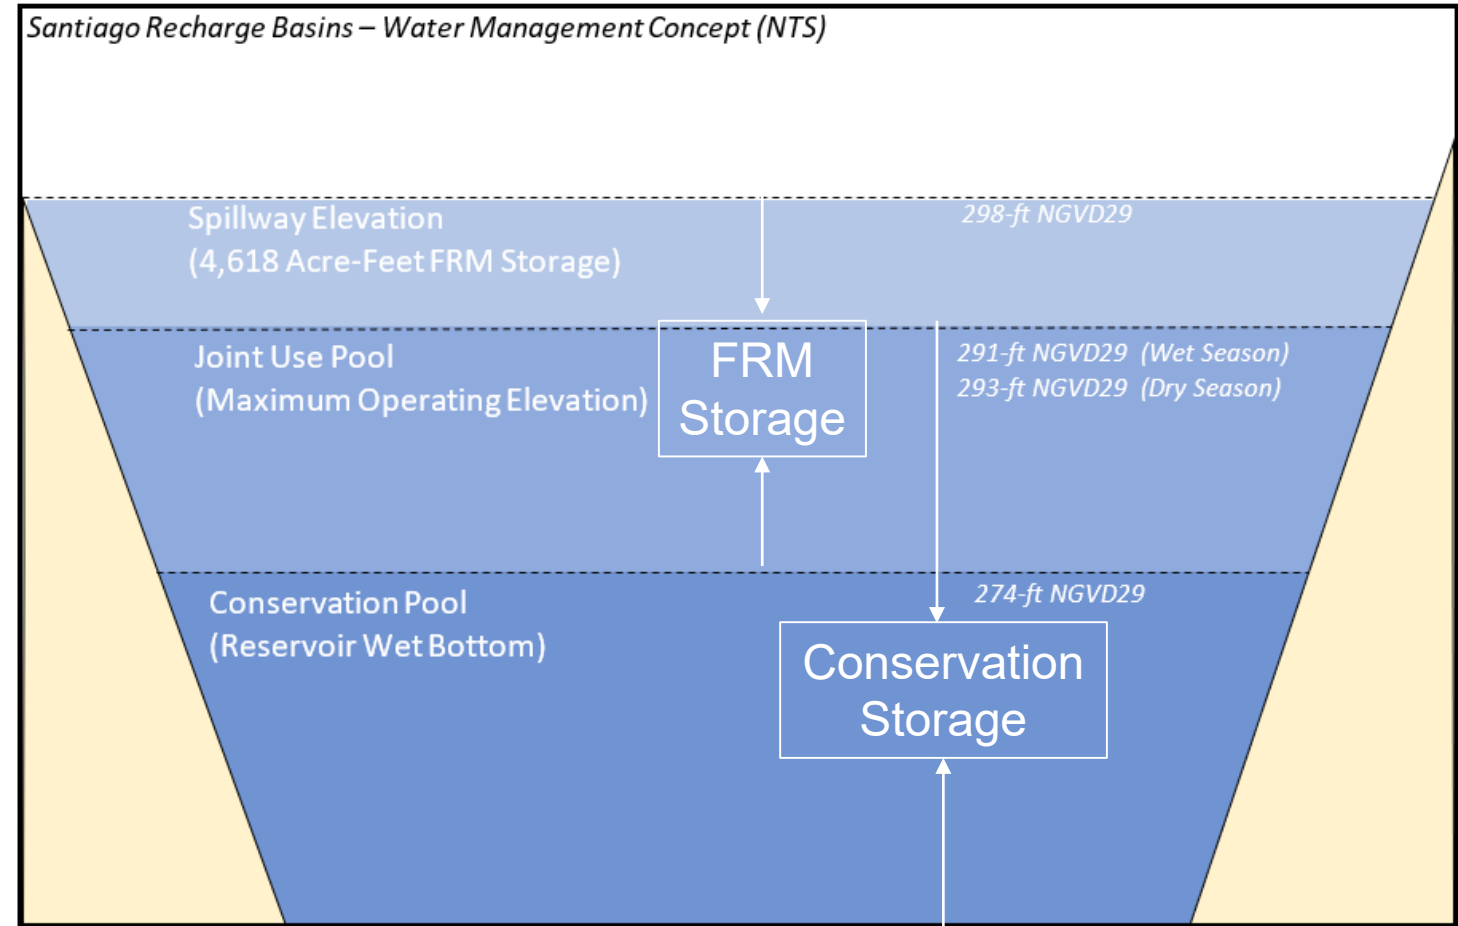 Santiago Recharge Basins – Water Management Concept (NTS)
Spillway Elevation
(4,618 Acre-Feet FRM Storage)
298-ft NGVD29
Joint Use Pool
(Maximum Operating Elevation)
FRM
Storage
291-ft NGVD29 (Wet Season)
293-ft NGVD29 (Dry Season)
Conservation Pool
(Reservoir Wet Bottom)
274-ft NGVD29
Conservation
Storage